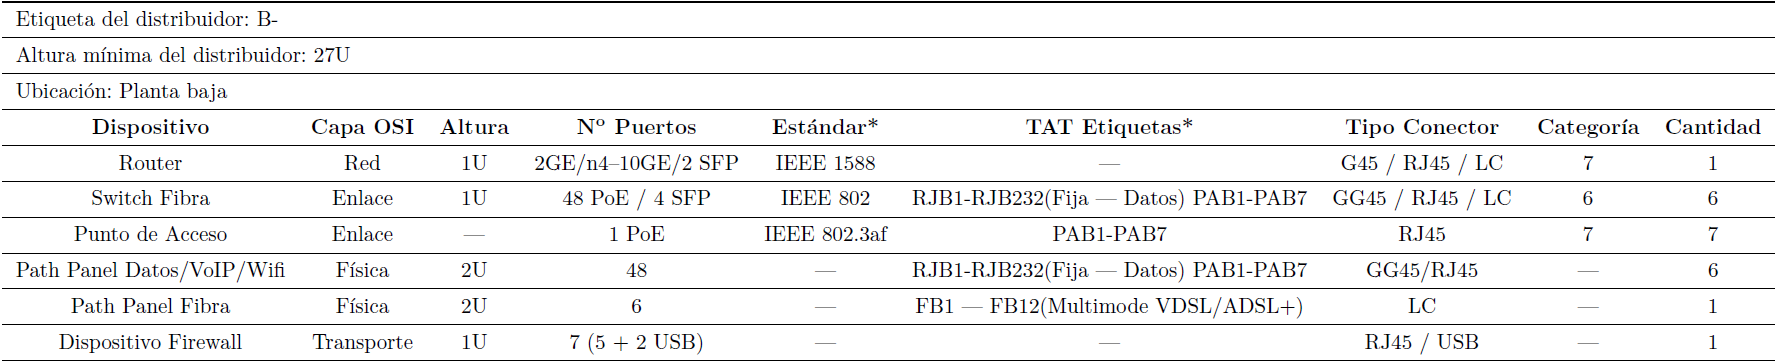 Etiqueta del distribuidor: B-
Altura mínima del distribuidor: 27U
Ubicación: Planta baja
Dispositivo Capa OSI Altura Nº Puertos Estándar* TAT Etiquetas* Tipo Conector Categoría Cantidad
Router Red 1U 2GE/n4–10GE/2 SFP IEEE 1588 — G45 / RJ45 / LC 7 1
Switch Fibra Enlace 1U 48 PoE / 4 SFP IEEE 802 RJB1-RJB232(Fija — Datos) PAB1-PAB7 GG45 / RJ45 / LC 6 6
Punto de Acceso Enlace — 1 PoE IEEE 802.3af PAB1-PAB7 RJ45 7 7
Path Panel Datos/VoIP/Wifi Física 2U 48 — RJB1-RJB232(Fija — Datos) PAB1-PAB7 GG45/RJ45 — 6
Path Panel Fibra Física 2U 6 — FB1 — FB12(Multimode VDSL/ADSL+) LC — 1
Dispositivo Firewall Transporte 1U 7 (5 + 2 USB) — — RJ45 / USB — 1